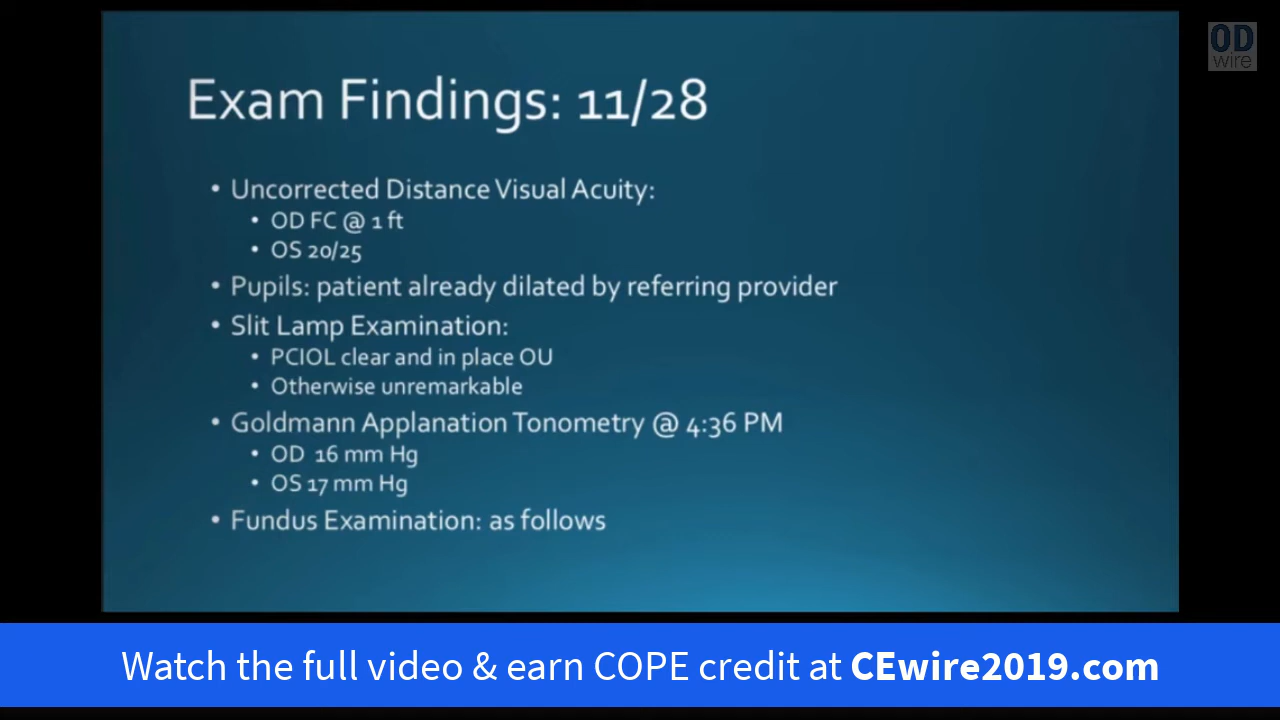 OD
wire
Exam Findings: 11/28
• Uncorrected Distance Visual Acuity:
• OD FC @ 1 ft
• OS 20/25
• Pupils: patient already dilated by referring provider
• Slit Lamp Examination:
• PCIOL clear and in place OU
• Otherwise unremarkable
• Goldmann Applanation Tonometry @ 4:36 PM
• OD 16 mm Hg
• OS 17 mm Hg
• Fundus Examination: as follows
Watch the full video & earn COPE credit at CEwire2019.com